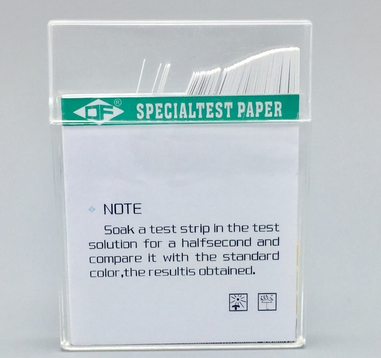 DF® SPECIALTEST PAPER
NOTE
Soak a test strip in the test
solution for a halfsecond and
compare it with the standard
color,the resultis obtained.